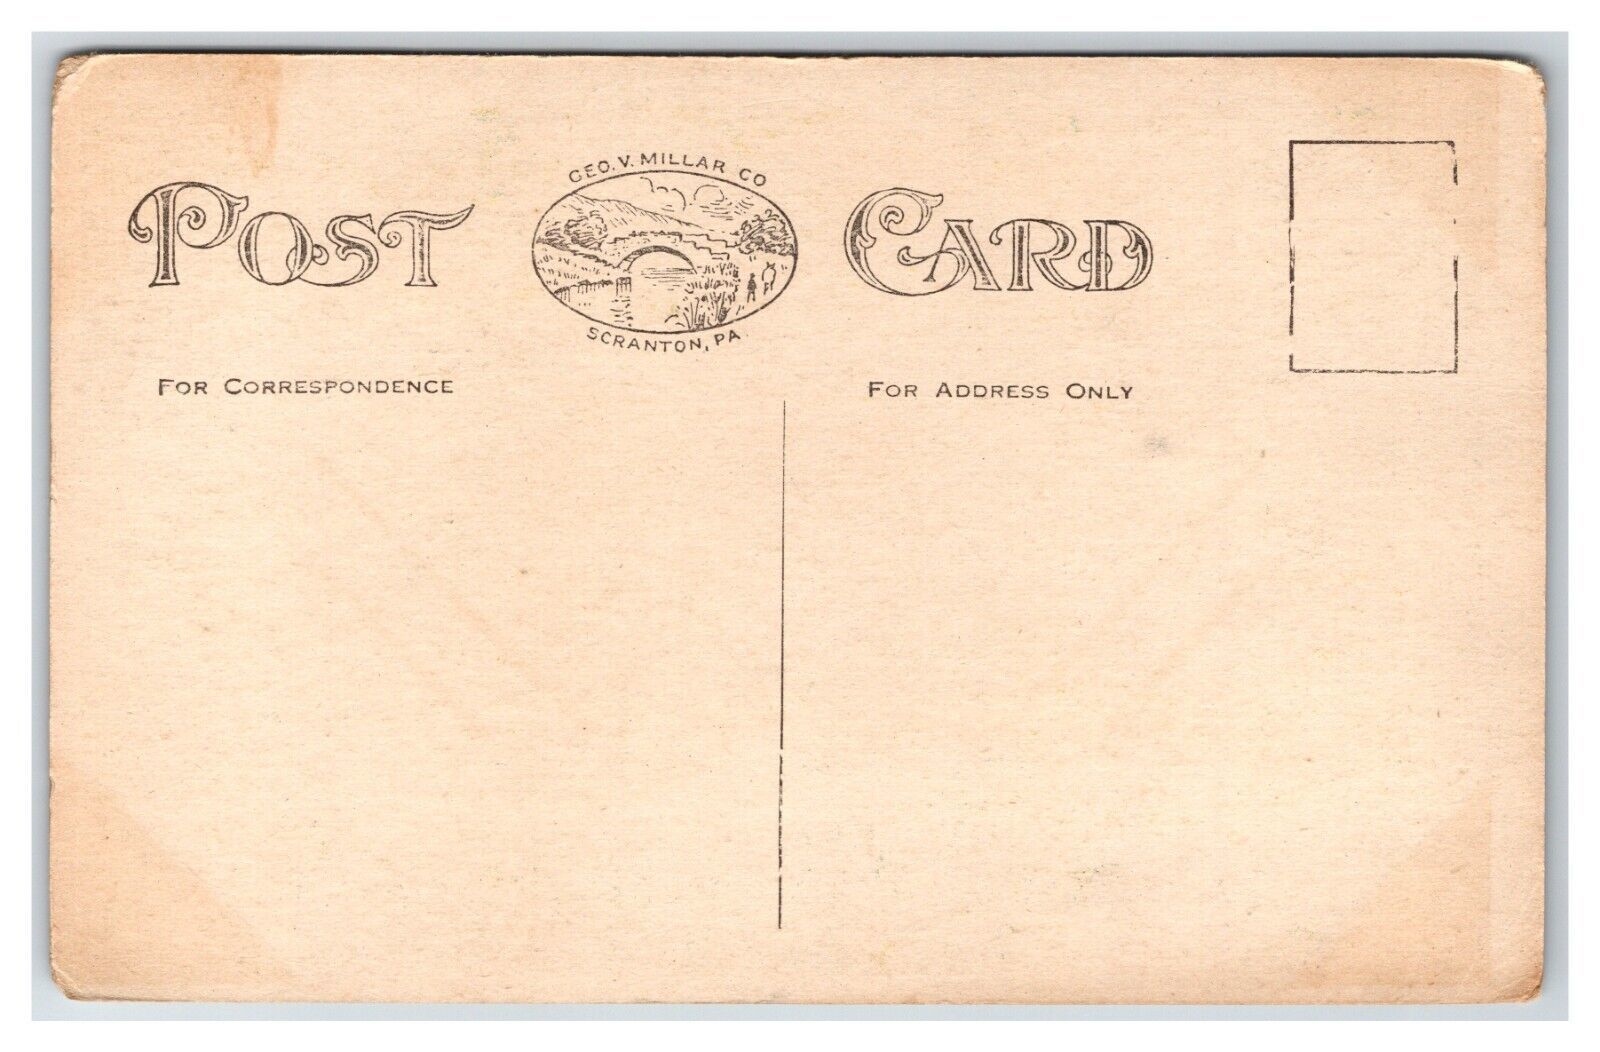 POST CARD
GEO. V. MILLAR CO
SCRANTON, PA.
FOR CORRESPONDENCE
FOR ADDRESS ONLY